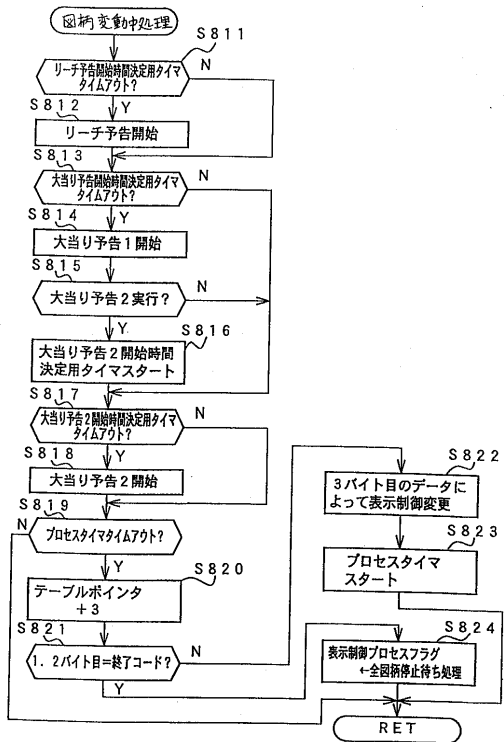 図柄変動中処理
S811
リーチ予告開始時間決定用タイマ
タイムアウト?
N
Y
S812
リーチ予告開始
S813
大当り予告開始時間決定用タイマ
タイムアウト?
N
Y
S814
大当り予告1開始
S815
大当り予告2実行?
N
Y
S816
大当り予告2開始時間
決定用タイマスタート
S817
大当り予告2開始時間決定用タイマ
タイムアウト?
N
Y
S818
大当り予告2開始
S819
プロセスタイマタイムアウト?
N
Y
S820
テーブルポインタ
+3
S821
1.2バイト目=終了コード?
N
Y
S822
3バイト目のデータに
よって表示制御変更
S823
プロセスタイマ
スタート
S824
表示制御プロセスフラグ
←全図柄停止待ち処理
RET